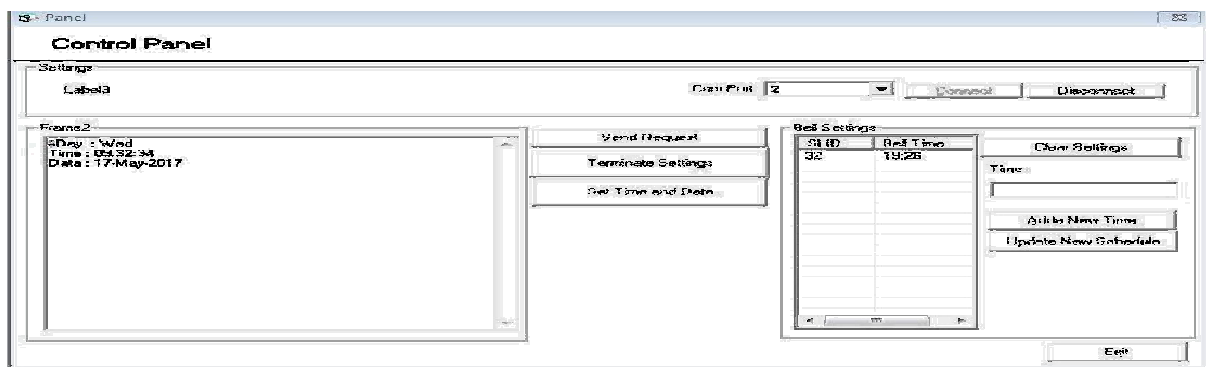 Panel
Control Panel
Settings
Label3
Com Port 2 Connect Disconnect
Frame2
Day : Wed
Time : 09:32:34
Date : 17-May-2017
Send Request
Terminate Settings
Set Time and Date
Bell Settings
Sl ID Bell Time
32 19:26
Clear Settings
Time
Adds New Time
Update New Schedule
Exit